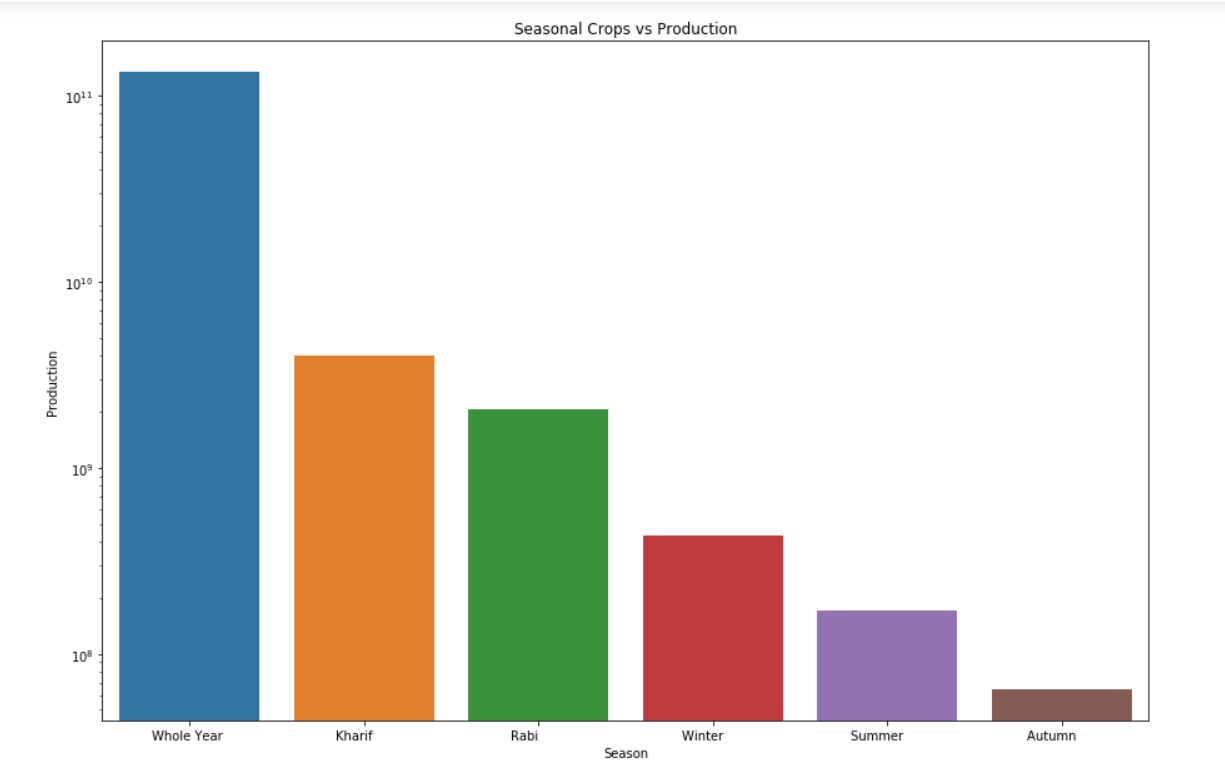 Seasonal Crops vs Production
10¹¹
10¹⁰
10⁹
10⁸
Production
Whole Year Kharif Rabi Winter Summer Autumn
Season